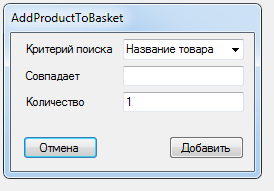 AddProductToBasket
Критерий поиска Название товара
Совпадает
Количество 1
Отмена Добавить